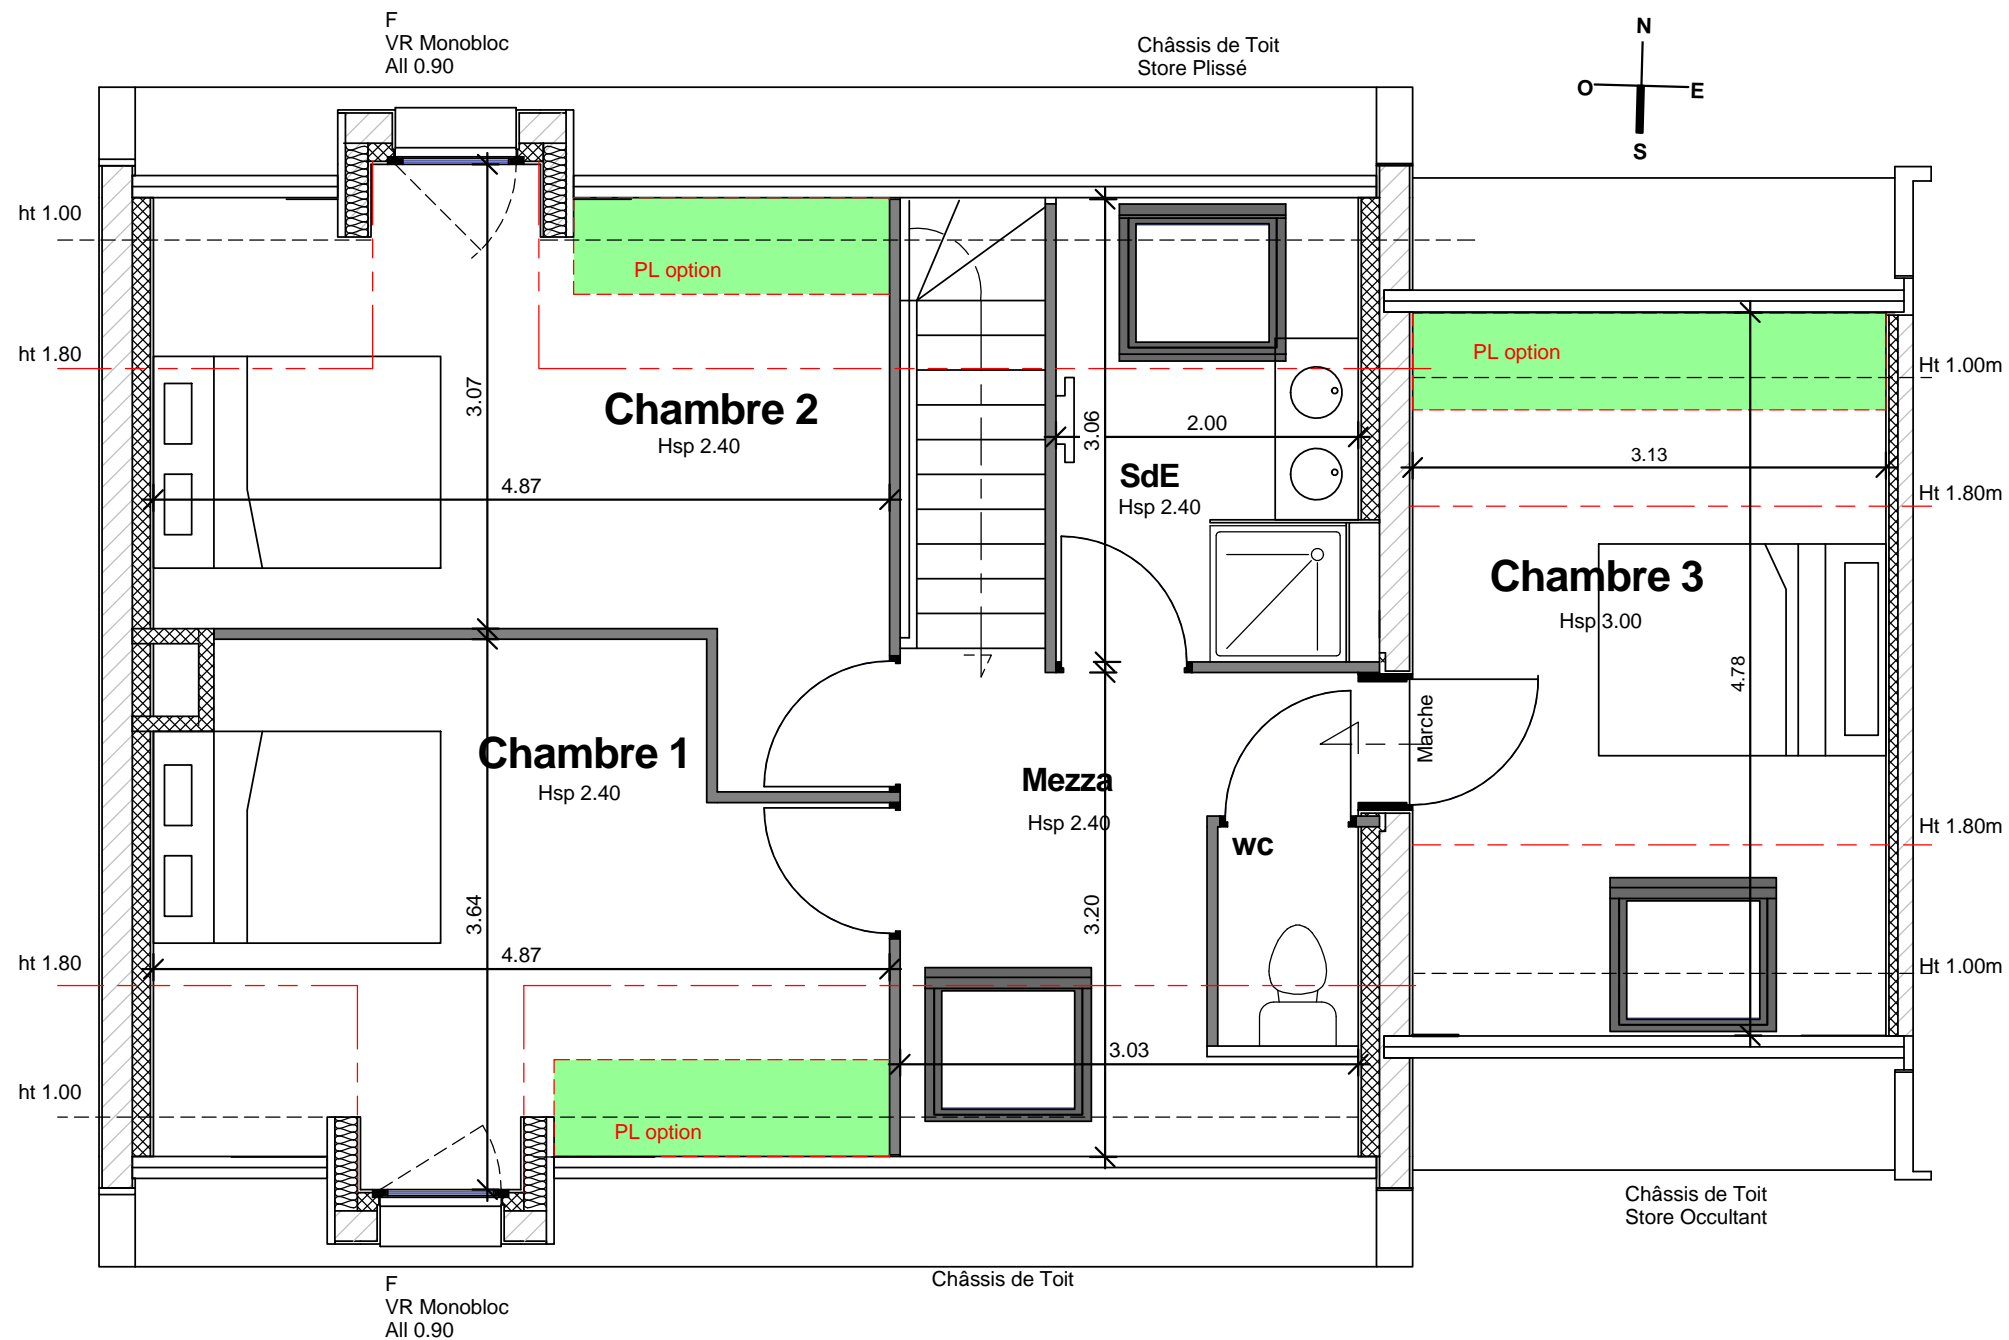 F
VR Monobloc
All 0.90
Châssis de Toit
Store Plissé
N
O
E
S
ht 1.00
PL option
ht 1.80
PL option
Ht 1.00m
3.07
Chambre 2
Hsp 2.40
3.06
2.00
3.13
SdE
Hsp 2.40
4.87
Ht 1.80m
Chambre 3
Hsp 3.00
4.78
Marche
Chambre 1
Hsp 2.40
Mezza
Hsp 2.40
wc
Ht 1.80m
3.64
4.87
3.20
ht 1.80
Ht 1.00m
3.03
ht 1.00
PL option
Châssis de Toit
Store Occultant
Châssis de Toit
F
VR Monobloc
All 0.90